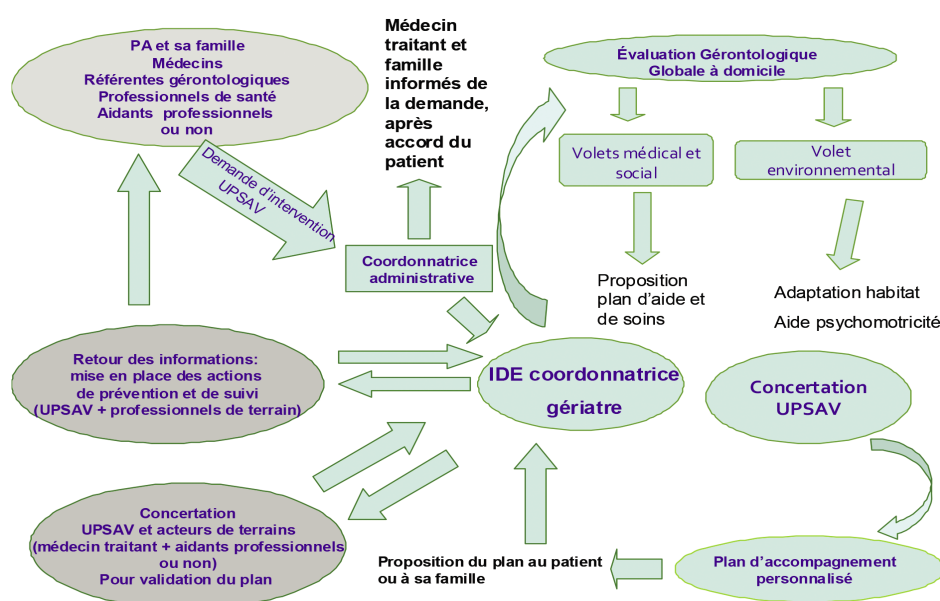 PA et sa famille
Médecins
Référentes gérontologiques
Professionnels de santé
Aidants professionnels
ou non
Demande d'intervention
UPSAV
Médecin
traitant et
famille
informés de
la demande,
après
accord du
patient
Coordonnatrice
administrative
Évaluation Gérontologique
Globale à domicile
Volets médical et
social
Volet
environnemental
Proposition
plan d'aide et
de soins
Adaptation habitat
Aide psychomotricité
Retour des informations:
mise en place des actions
de prévention et de suivi
(UPSAV + professionnels de terrain)
IDE coordonnatrice
gériatre
Concertation
UPSAV
Concertation
UPSAV et acteurs de terrains
(médecin traitant + aidants professionnels
ou non)
Pour validation du plan
Proposition du plan au patient
ou à sa famille
Plan d'accompagnement
personnalisé